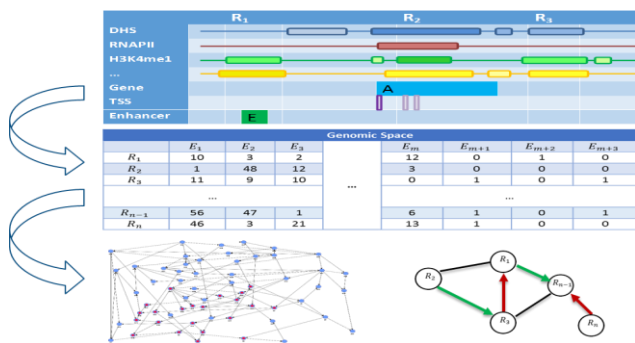 R1 R2 R3
DHS
RNAPII
H3K4me1
...
Gene A
TSS
Enhancer E
Genomic Space
E1 E2 E3 Em Em+1 Em+2 Em+3
R1 10 3 2 12 0 1 0
R2 1 48 12 3 0 0 0
R3 11 9 10 ... 0 1 0 1
... ...
Rn−1 56 47 1 6 1 0 1
Rn 46 3 21 13 1 0 0
R1
R2
Rn−1
R3
Rn